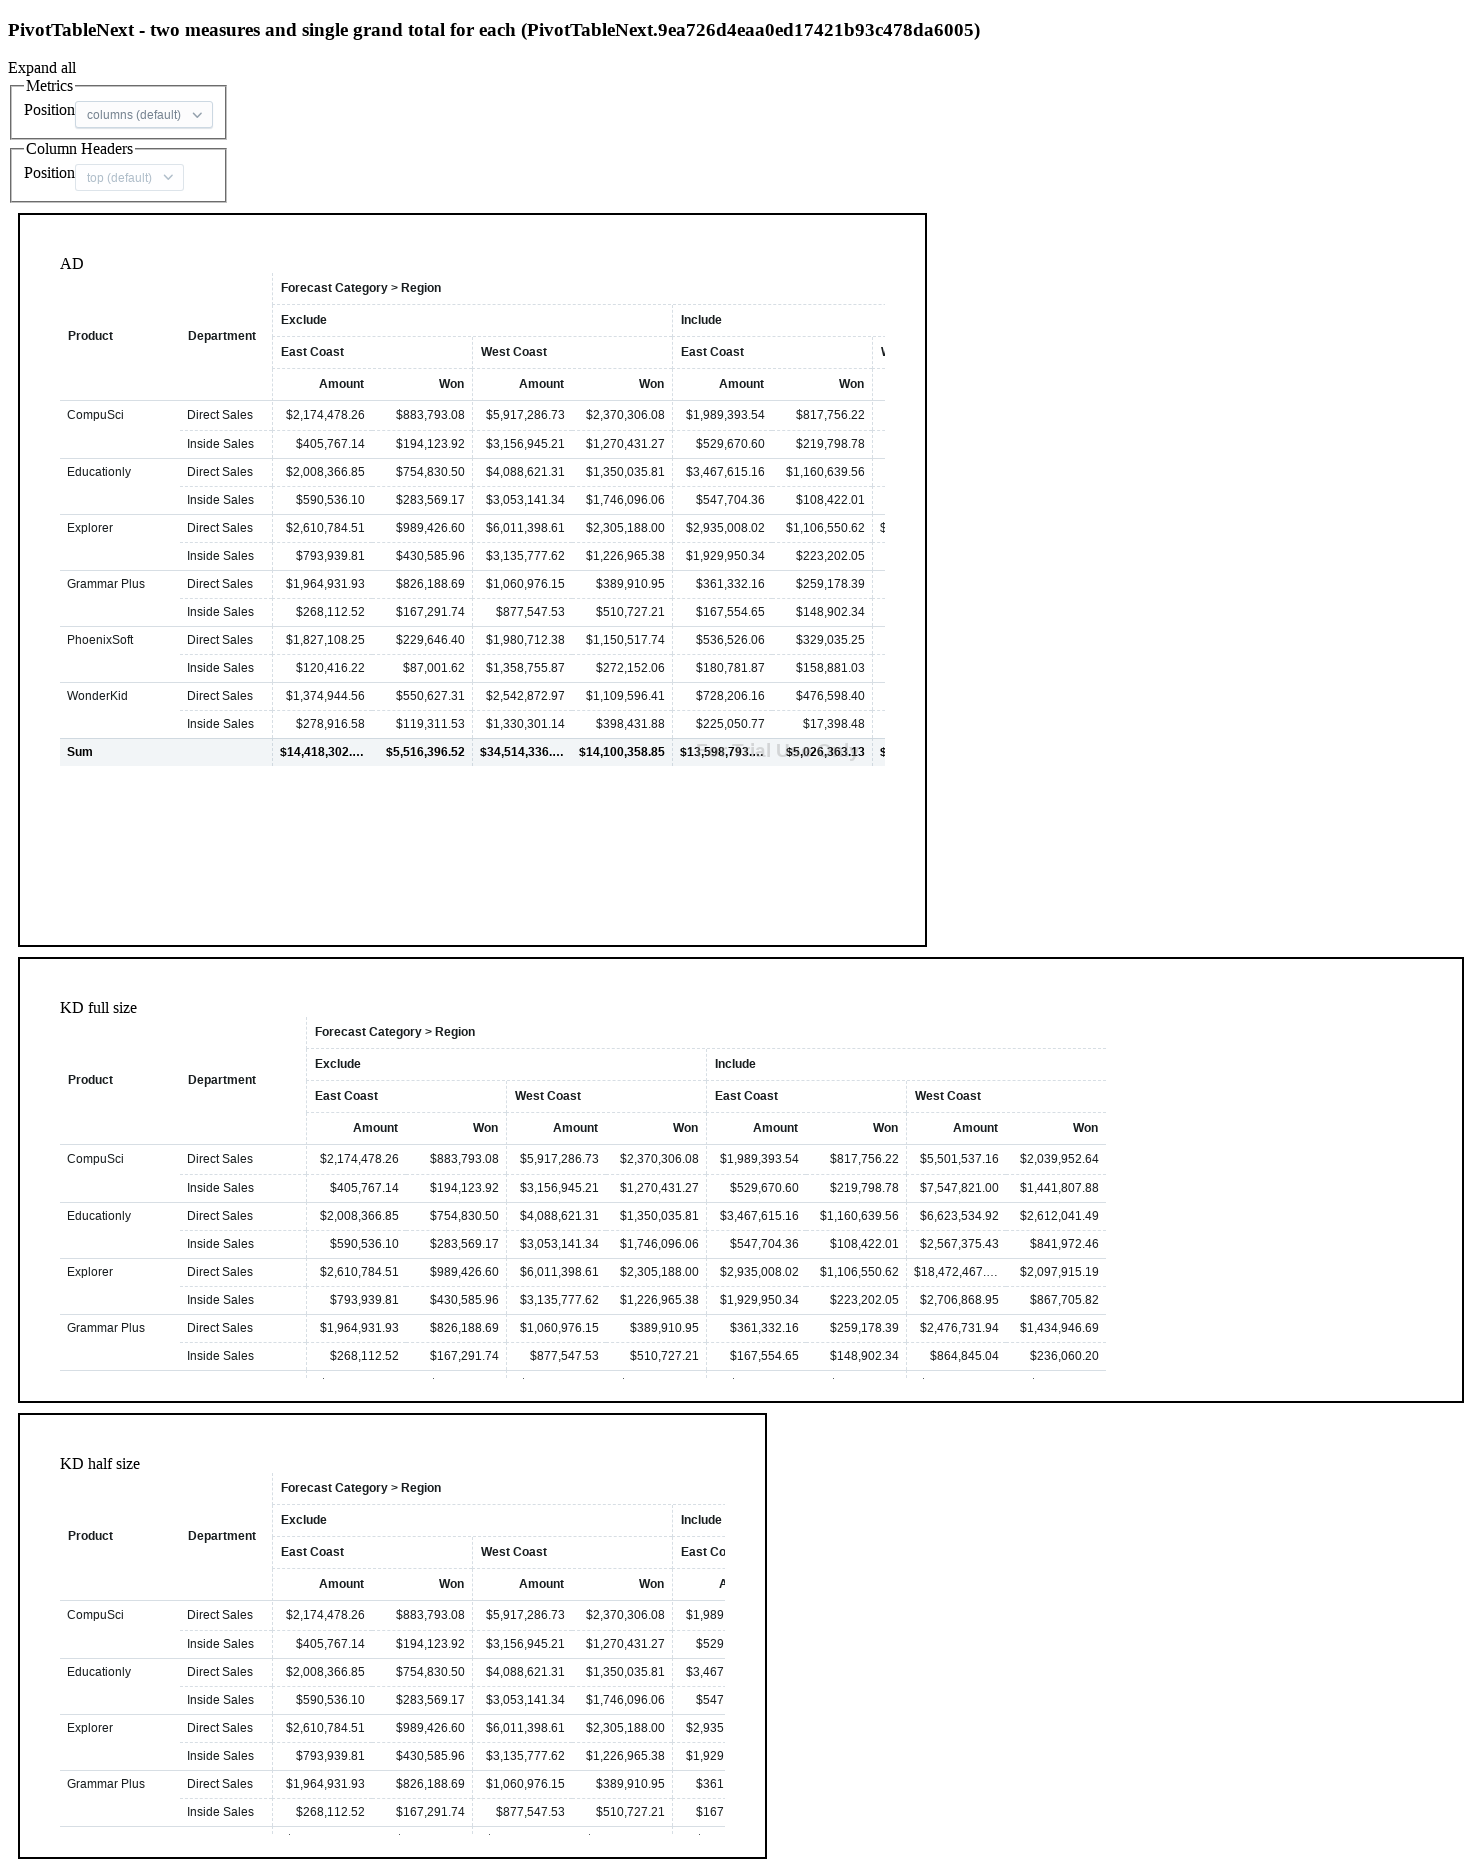 PivotTableNext - two measures and single grand total for each (PivotTableNext.9ea726d4eaa0ed17421b93c478da6005)
Expand all
Metrics
Position columns (default)
Column Headers
Position top (default)
AD
Forecast Category > Region
Exclude Include
Product Department
East Coast West Coast East Coast
Amount Won Amount Won Amount Won
CompuSci Direct Sales $2,174,478.26 $883,793.08 $5,917,286.73 $2,370,306.08 $1,989,393.54 $817,756.22
Inside Sales $405,767.14 $194,123.92 $3,156,945.21 $1,270,431.27 $529,670.60 $219,798.78
Educationly Direct Sales $2,008,366.85 $754,830.50 $4,088,621.31 $1,350,035.81 $3,467,615.16 $1,160,639.56
Inside Sales $590,536.10 $283,569.17 $3,053,141.34 $1,746,096.06 $547,704.36 $108,422.01
Explorer Direct Sales $2,610,784.51 $989,426.60 $6,011,398.61 $2,305,188.00 $2,935,008.02 $1,106,550.62 $
Inside Sales $793,939.81 $430,585.96 $3,135,777.62 $1,226,965.38 $1,929,950.34 $223,202.05
Grammar Plus Direct Sales $1,964,931.93 $826,188.69 $1,060,976.15 $389,910.95 $361,332.16 $259,178.39
Inside Sales $268,112.52 $167,291.74 $877,547.53 $510,727.21 $167,554.65 $148,902.34
PhoenixSoft Direct Sales $1,827,108.25 $229,646.40 $1,980,712.38 $1,150,517.74 $536,526.06 $329,035.25
Inside Sales $120,416.22 $87,001.62 $1,358,755.87 $272,152.06 $180,781.87 $158,881.03
WonderKid Direct Sales $1,374,944.56 $550,627.31 $2,542,872.97 $1,109,596.41 $728,206.16 $476,598.40
Inside Sales $278,916.58 $119,311.53 $1,330,301.14 $398,431.88 $225,050.77 $17,398.48
Sum $14,418,302.… $5,516,396.52 $34,514,336.… $14,100,358.85 $13,598,793.… $5,026,363.13 $
For Trial Use Only
KD full size
Forecast Category > Region
Exclude Include
Product Department
East Coast West Coast East Coast West Coast
Amount Won Amount Won Amount Won Amount Won
CompuSci Direct Sales $2,174,478.26 $883,793.08 $5,917,286.73 $2,370,306.08 $1,989,393.54 $817,756.22 $5,501,537.16 $2,039,952.64
Inside Sales $405,767.14 $194,123.92 $3,156,945.21 $1,270,431.27 $529,670.60 $219,798.78 $7,547,821.00 $1,441,807.88
Educationly Direct Sales $2,008,366.85 $754,830.50 $4,088,621.31 $1,350,035.81 $3,467,615.16 $1,160,639.56 $6,623,534.92 $2,612,041.49
Inside Sales $590,536.10 $283,569.17 $3,053,141.34 $1,746,096.06 $547,704.36 $108,422.01 $2,567,375.43 $841,972.46
Explorer Direct Sales $2,610,784.51 $989,426.60 $6,011,398.61 $2,305,188.00 $2,935,008.02 $1,106,550.62 $18,472,467.… $2,097,915.19
Inside Sales $793,939.81 $430,585.96 $3,135,777.62 $1,226,965.38 $1,929,950.34 $223,202.05 $2,706,868.95 $867,705.82
Grammar Plus Direct Sales $1,964,931.93 $826,188.69 $1,060,976.15 $389,910.95 $361,332.16 $259,178.39 $2,476,731.94 $1,434,946.69
Inside Sales $268,112.52 $167,291.74 $877,547.53 $510,727.21 $167,554.65 $148,902.34 $864,845.04 $236,060.20
KD half size
Forecast Category > Region
Exclude Include
Product Department
East Coast West Coast East Co
Amount Won Amount Won A
CompuSci Direct Sales $2,174,478.26 $883,793.08 $5,917,286.73 $2,370,306.08 $1,989
Inside Sales $405,767.14 $194,123.92 $3,156,945.21 $1,270,431.27 $529
Educationly Direct Sales $2,008,366.85 $754,830.50 $4,088,621.31 $1,350,035.81 $3,467
Inside Sales $590,536.10 $283,569.17 $3,053,141.34 $1,746,096.06 $547
Explorer Direct Sales $2,610,784.51 $989,426.60 $6,011,398.61 $2,305,188.00 $2,935
Inside Sales $793,939.81 $430,585.96 $3,135,777.62 $1,226,965.38 $1,929
Grammar Plus Direct Sales $1,964,931.93 $826,188.69 $1,060,976.15 $389,910.95 $361
Inside Sales $268,112.52 $167,291.74 $877,547.53 $510,727.21 $167